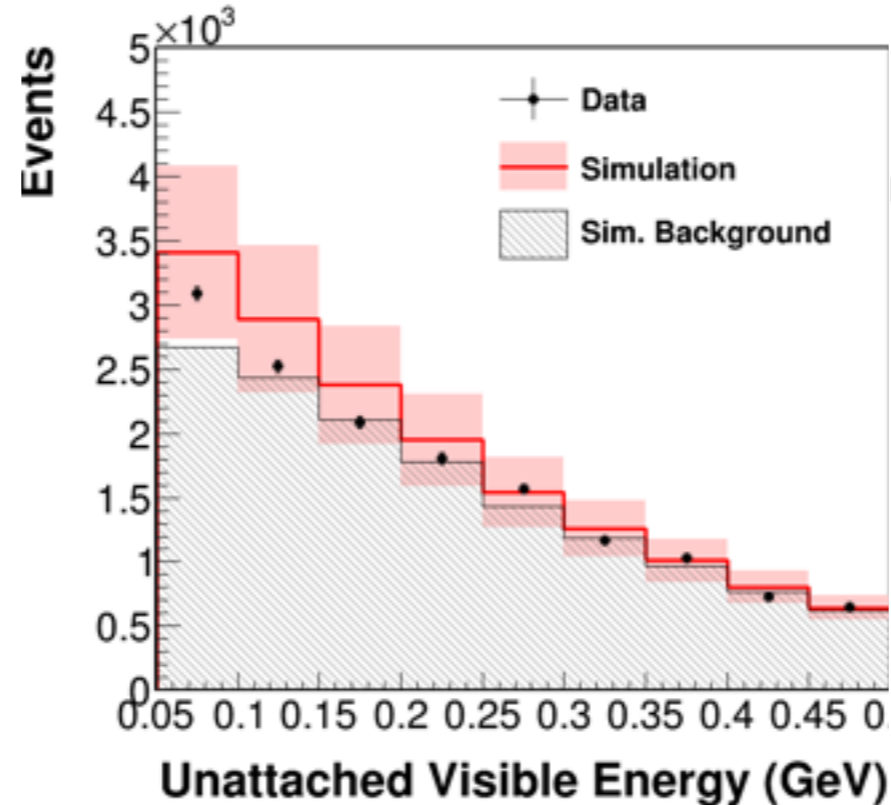 ×10³
Events
5
4.5
4
3.5
3
2.5
2
1.5
1
0.5
0
Data
Simulation
Sim. Background
0.05 0.1 0.15 0.2 0.25 0.3 0.35 0.4 0.45 0.
Unattached Visible Energy (GeV)